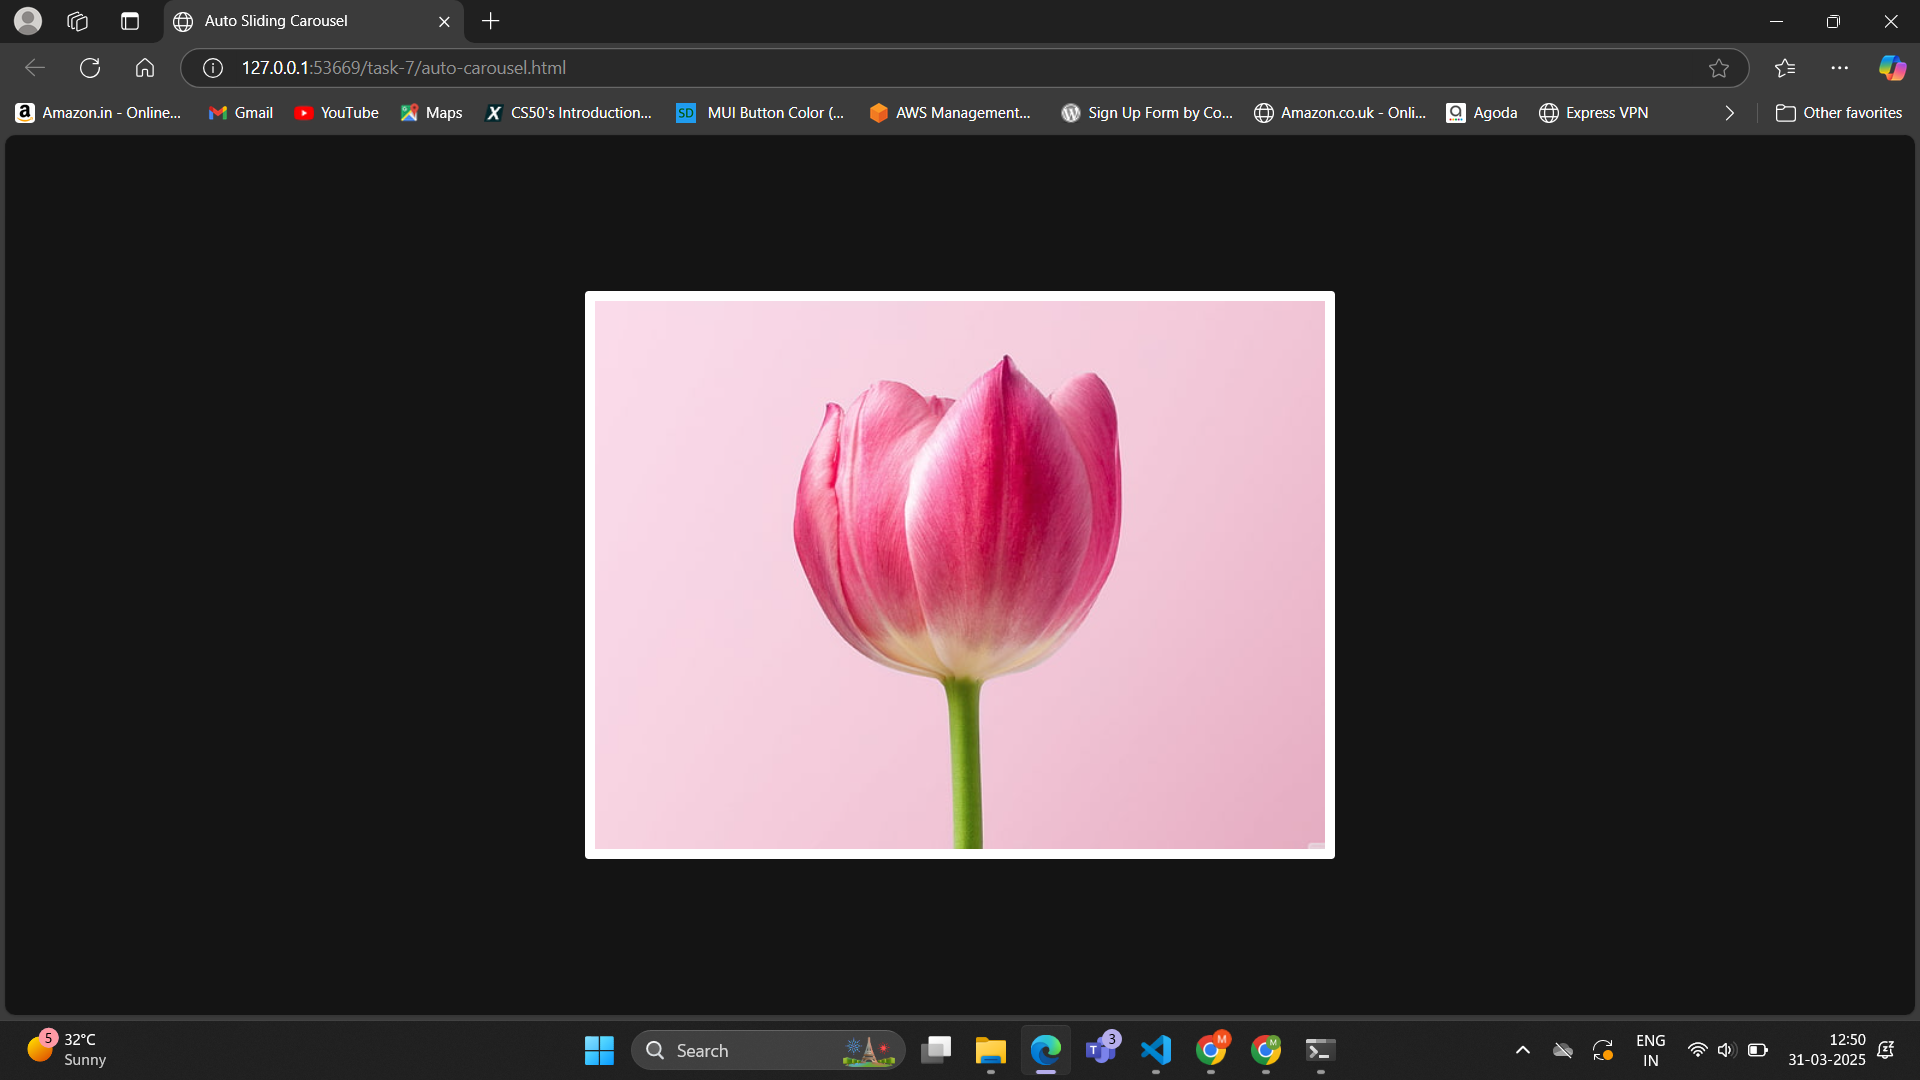 Auto Sliding Carousel
127.0.0.1:53669/task-7/auto-carousel.html
Amazon.in - Online...
Gmail
YouTube
Maps
X
CS50's Introduction...
SD
MUI Button Color (...
AWS Management...
Sign Up Form by Co...
Amazon.co.uk - Onli...
Agoda
Express VPN
Other favorites
5
32°C
Sunny
Search
3
M
M
ENG
IN
12:50
31-03-2025